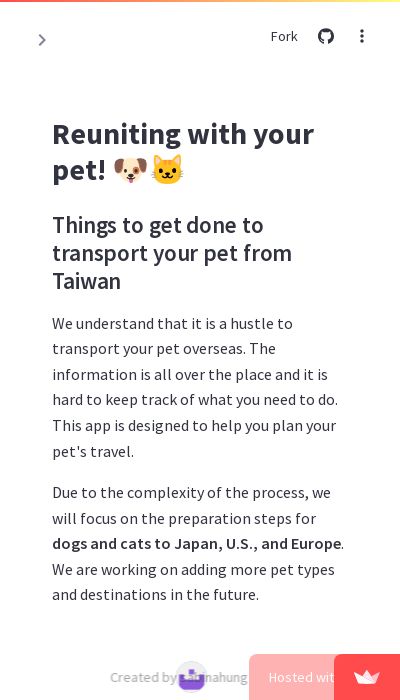 Fork
Reuniting with your
pet! 🐶🐱
Things to get done to
transport your pet from
Taiwan
We understand that it is a hustle to
transport your pet overseas. The
information is all over the place and it is
hard to keep track of what you need to do.
This app is designed to help you plan your
pet's travel.
Due to the complexity of the process, we
will focus on the preparation steps for
dogs and cats to Japan, U.S., and Europe.
We are working on adding more pet types
and destinations in the future.
Created by
Hosted wit